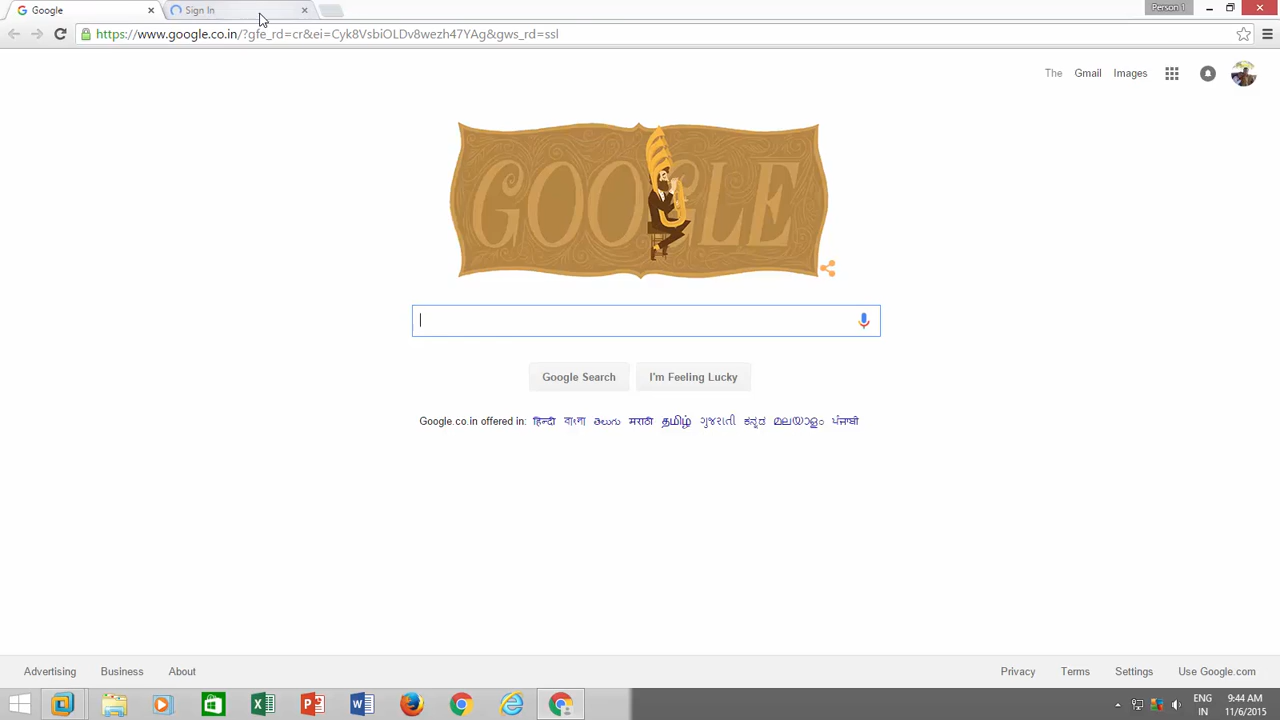 Google
Sign In
Person 1
https://www.google.co.in/?gfe_rd=cr&ei=Cyk8VsbiOLDv8wezh47YAg&gws_rd=ssl
The Gmail Images
GOOGLE
Google Search
I'm Feeling Lucky
Google.co.in offered in: हिन्दी বাংলা తెలుగు मराठी தமிழ் ગુજરાતી ಕನ್ನಡ മലയാളം ਪੰਜਾਬੀ
Advertising Business About Privacy Terms Settings Use Google.com
ENG 9:44 AM
IN 11/6/2015